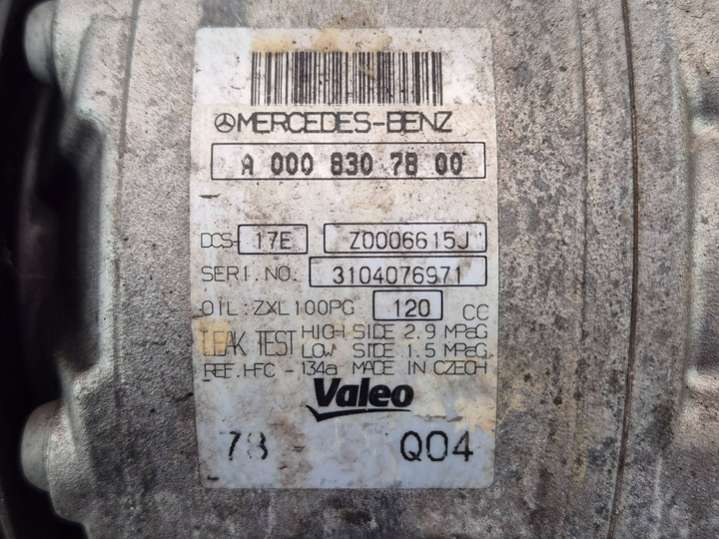 MERCEDES-BENZ
A 000 830 78 00
DCS- 17E Z0006615J
SERI.NO. 3104076971
OIL:ZXL100PG 120 CC
LEAK TEST HIGH SIDE 2.9 MPaG
LOW SIDE 1.5 MPaG
REF.HFC-134a MADE IN CZECH
Valeo
78 Q04